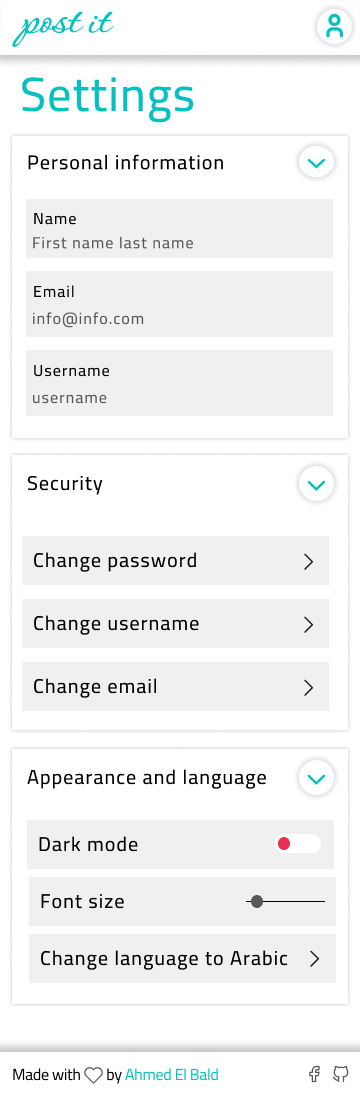 post it
Settings
Personal information
Name
First name last name
Email
info@info.com
Username
username
Security
Change password
Change username
Change email
Appearance and language
Dark mode
Font size
Change language to Arabic
Made with by Ahmed El Bald